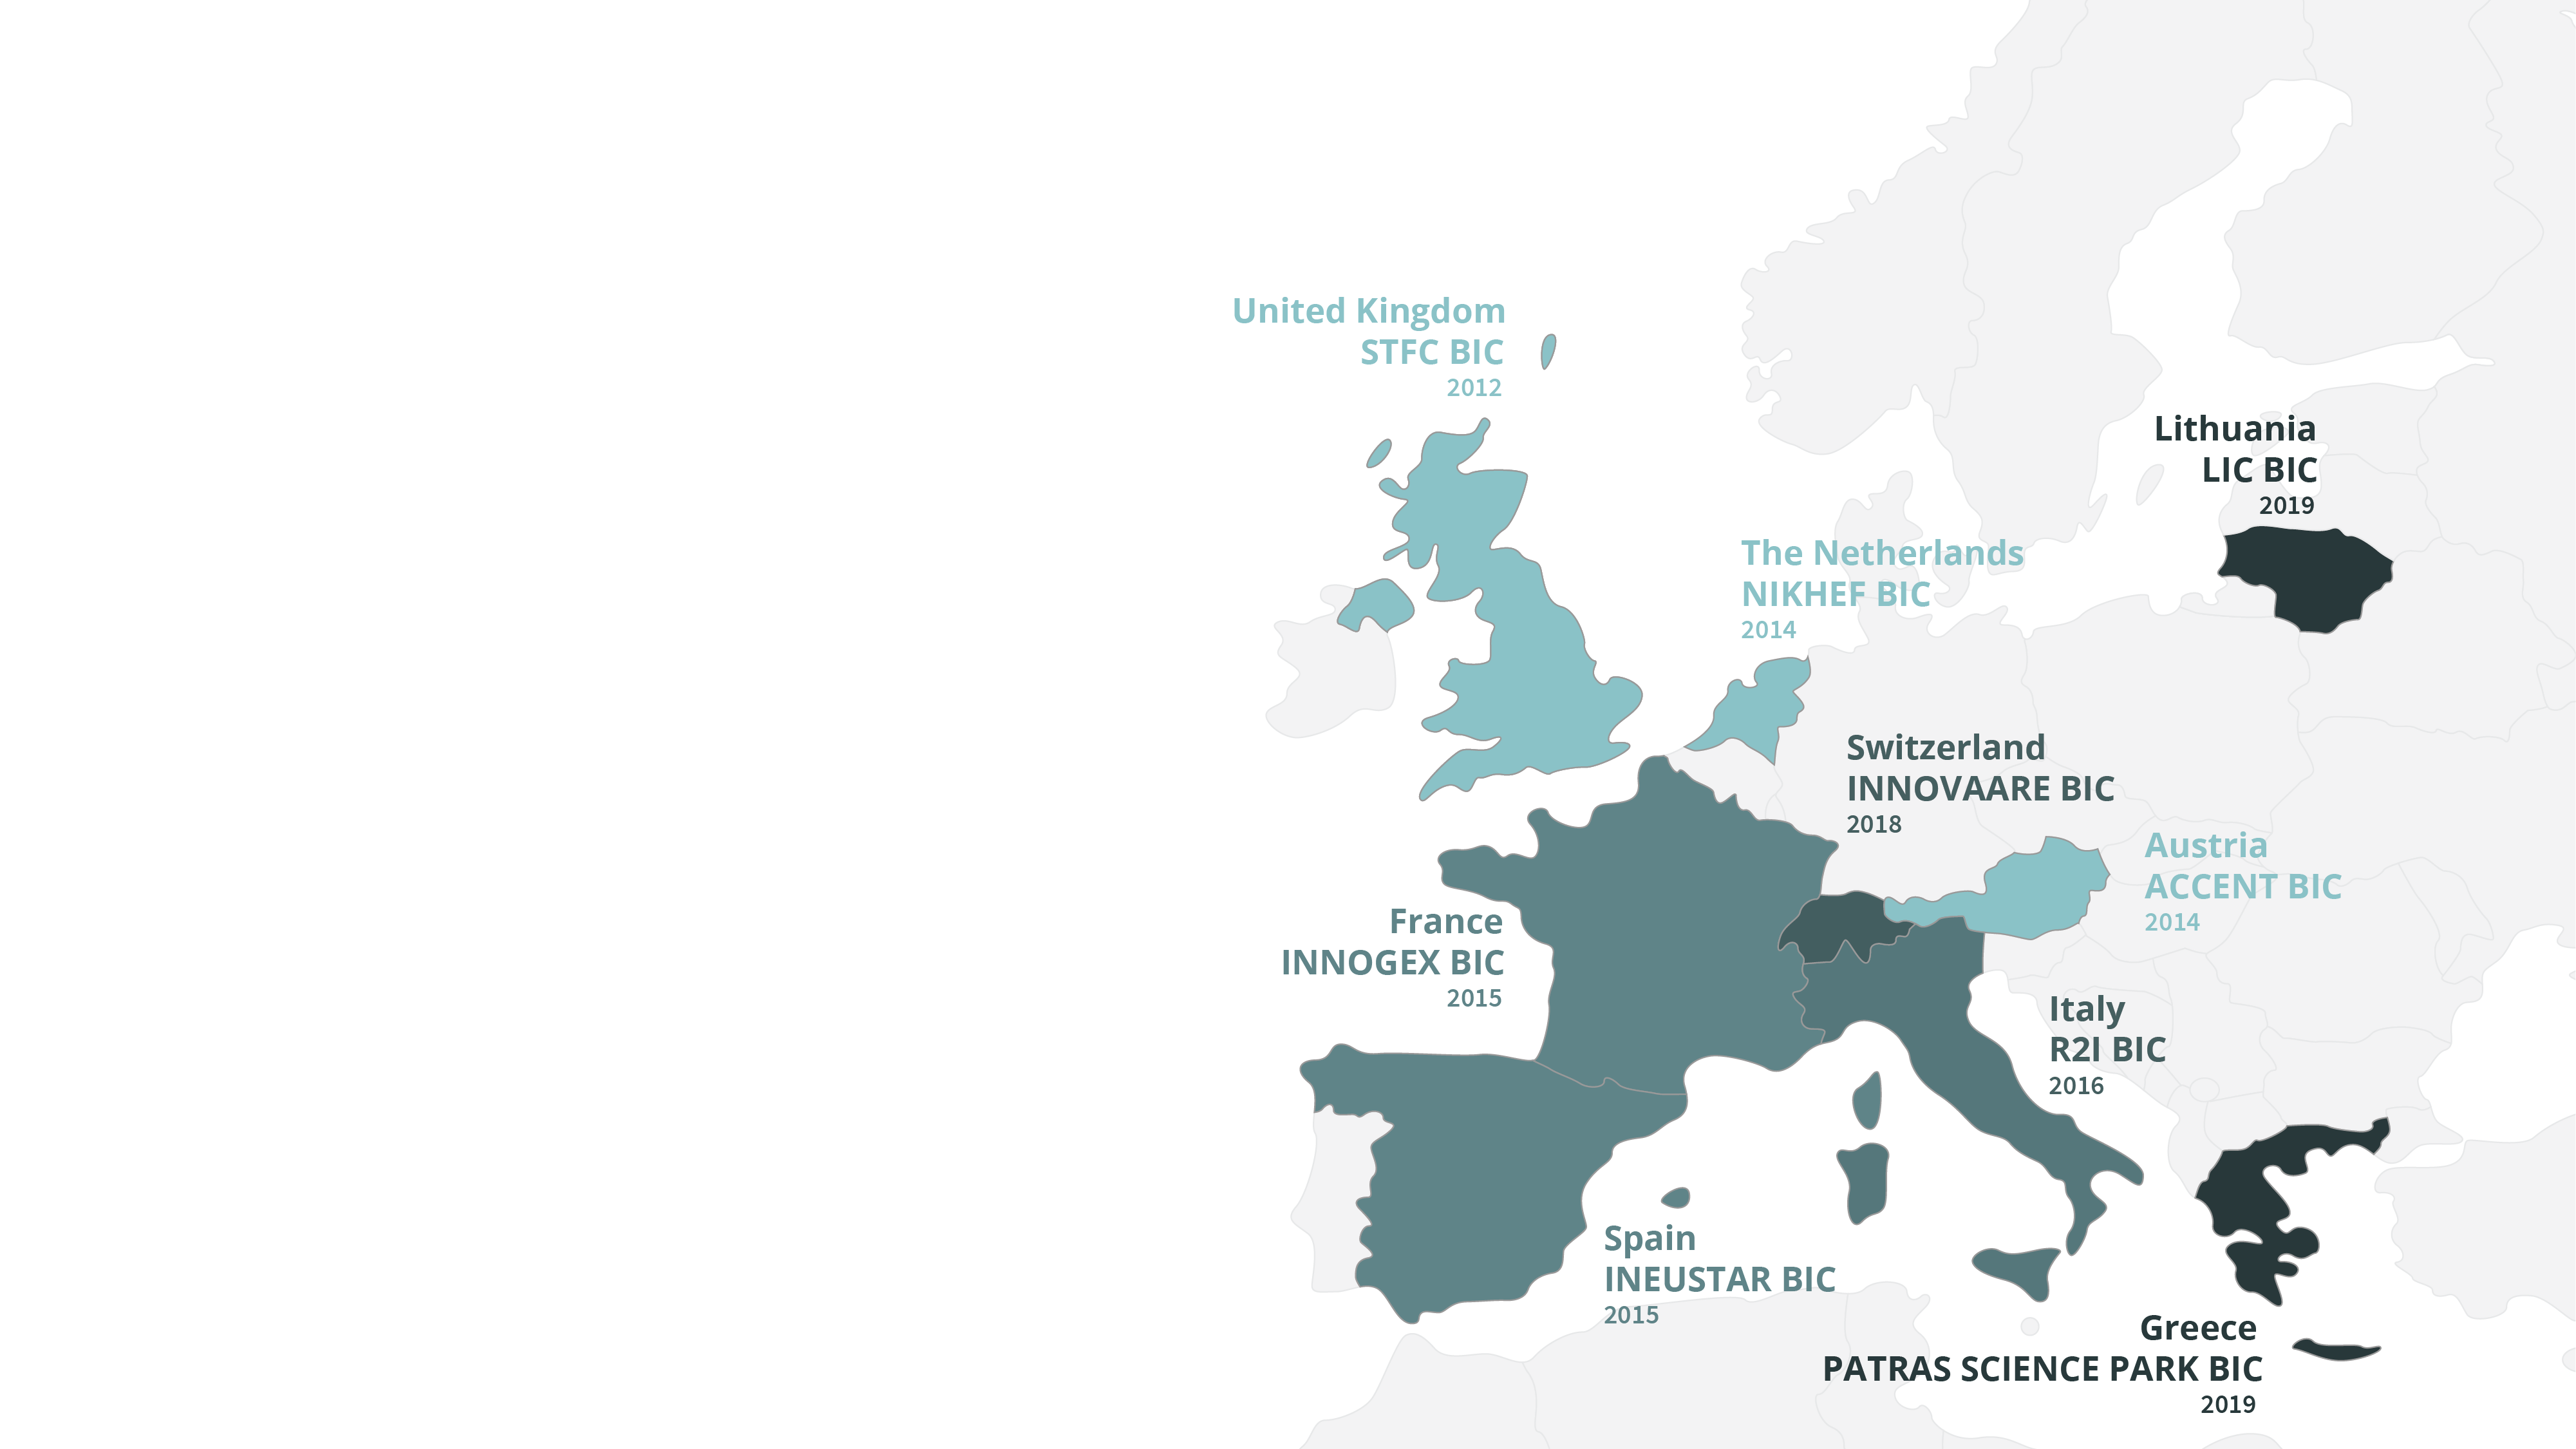 United Kingdom
STFC BIC
2012
Lithuania
LIC BIC
2019
The Netherlands
NIKHEF BIC
2014
Switzerland
INNOVAARE BIC
2018
Austria
ACCENT BIC
2014
France
INNOGEX BIC
2015
Italy
R2I BIC
2016
Spain
INEUSTAR BIC
2015
Greece
PATRAS SCIENCE PARK BIC
2019